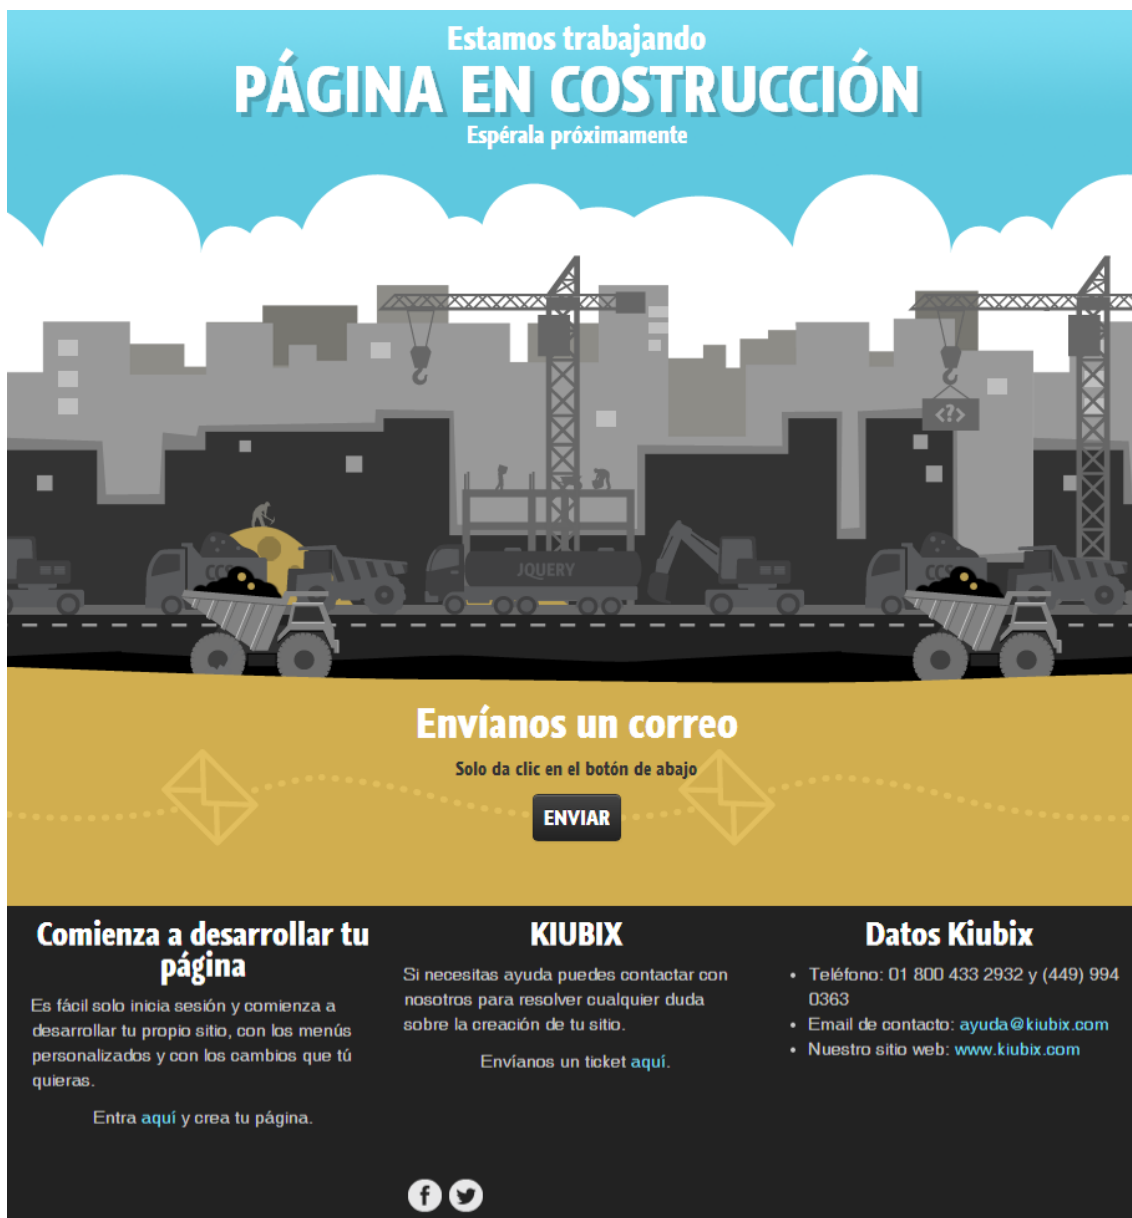 Estamos trabajando
PÁGINA EN COSTRUCCIÓN
Espérala próximamente
<?>
CCS
JQUERY
CCS
Envíanos un correo
Solo da clic en el botón de abajo
ENVIAR
Comienza a desarrollar tu
página
Es fácil solo inicia sesión y comienza a
desarrollar tu propio sitio, con los menús
personalizados y con los cambios que tú
quieras.
Entra aquí y crea tu página.
KIUBIX
Si necesitas ayuda puedes contactar con
nosotros para resolver cualquier duda
sobre la creación de tu sitio.
Envíanos un ticket aquí.
Datos Kiubix
• Teléfono: 01 800 433 2932 y (449) 994
0363
• Email de contacto: ayuda@kiubix.com
• Nuestro sitio web: www.kiubix.com